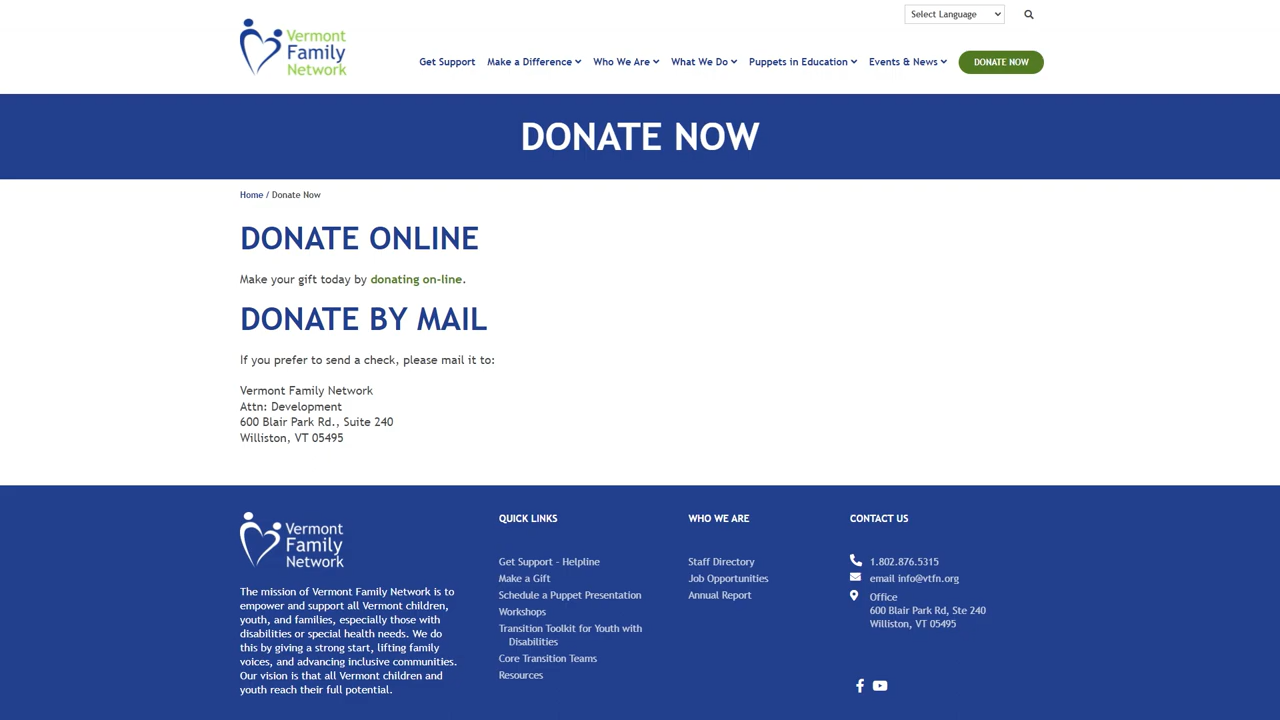 Select Language
Vermont
Family
Network
Get Support
Make a Difference
Who We Are
What We Do
Puppets in Education
Events & News
DONATE NOW
DONATE NOW
Home / Donate Now
DONATE ONLINE
Make your gift today by donating on-line.
DONATE BY MAIL
If you prefer to send a check, please mail it to:
Vermont Family Network
Attn: Development
600 Blair Park Rd., Suite 240
Williston, VT 05495
Vermont
Family
Network
The mission of Vermont Family Network is to
empower and support all Vermont children,
youth, and families, especially those with
disabilities or special health needs. We do
this by giving a strong start, lifting family
voices, and advancing inclusive communities.
Our vision is that all Vermont children and
youth reach their full potential.
QUICK LINKS
Get Support - Helpline
Make a Gift
Schedule a Puppet Presentation
Workshops
Transition Toolkit for Youth with
Disabilities
Core Transition Teams
Resources
WHO WE ARE
Staff Directory
Job Opportunities
Annual Report
CONTACT US
1.802.876.5315
email info@vtfn.org
Office
600 Blair Park Rd, Ste 240
Williston, VT 05495